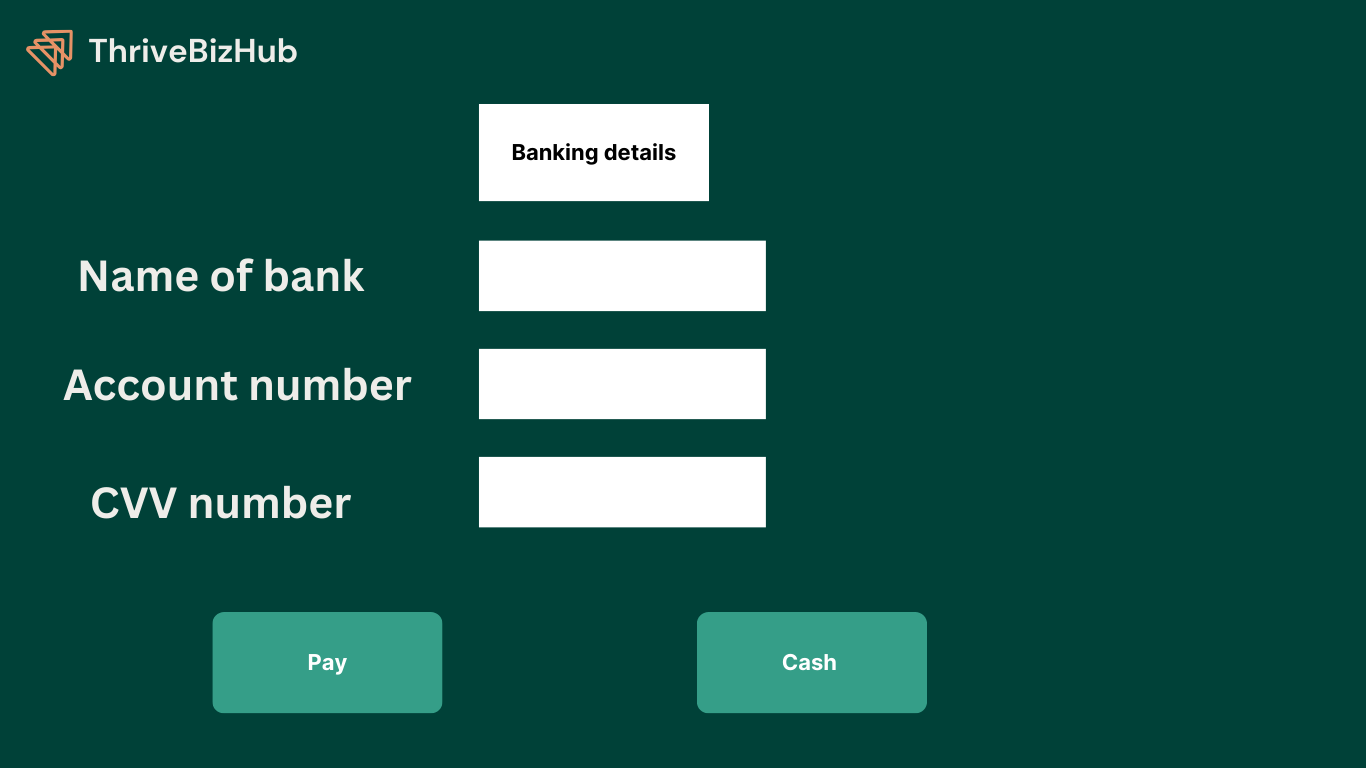 ThriveBizHub
Banking details
Name of bank
Account number
CVV number
Pay
Cash